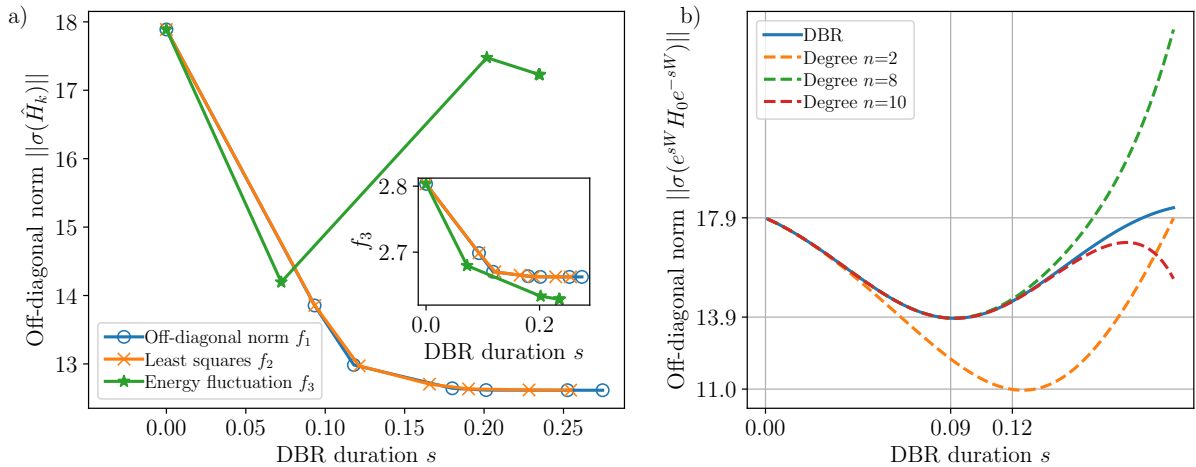 a)
Off-diagonal norm ||σ(Ĥ_k)||
18
17
16
15
14
13
0.00
0.05
0.10
0.15
0.20
0.25
DBR duration s
Off-diagonal norm f_1
Least squares f_2
Energy fluctuation f_3
f_3
2.8
2.7
0.0
0.2
DBR duration s
b)
Off-diagonal norm ||σ(e^{sW} H_0 e^{-sW})||
17.9
13.9
11.0
0.00
0.09
0.12
DBR duration s
DBR
Degree n=2
Degree n=8
Degree n=10